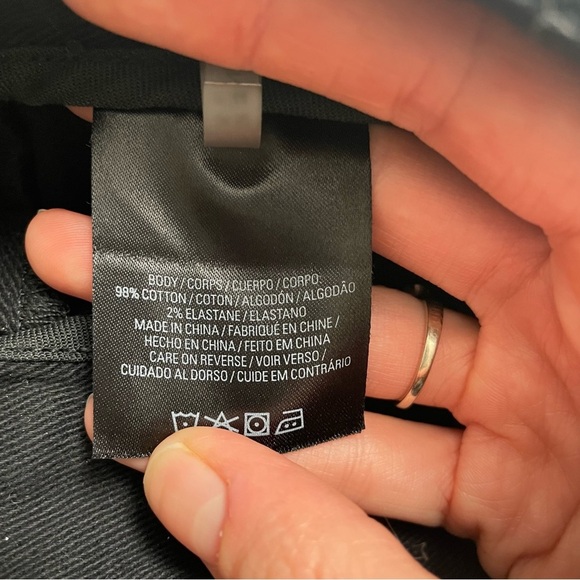 BODY / CORPS / CUERPO / CORPO:
98% COTTON / COTON / ALGODÓN / ALGODÃO
2% ELASTANE / ELASTANO
MADE IN CHINA / FABRIQUÉ EN CHINE /
HECHO EN CHINA / FEITO EM CHINA
CARE ON REVERSE / VOIR VERSO /
CUIDADO AL DORSO / CUIDE EM CONTRÁRIO